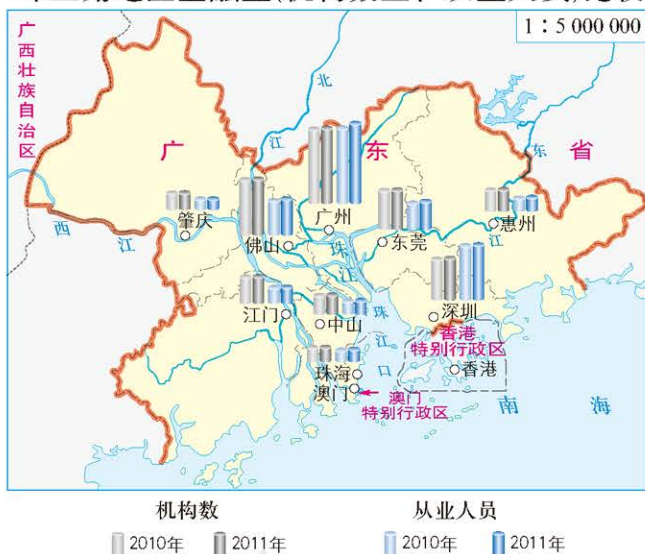 1:5 000 000
广西壮族自治区
北
江
广
东
省
东
江
西
江
肇庆
佛山
广州
珠
江
东莞
惠州
江门
中山
珠
江
口
深圳
香港
特别行政区
香港
珠海
澳门
澳门
特别行政区
南
海
机构数
从业人员
2010年
2011年
2010年
2011年